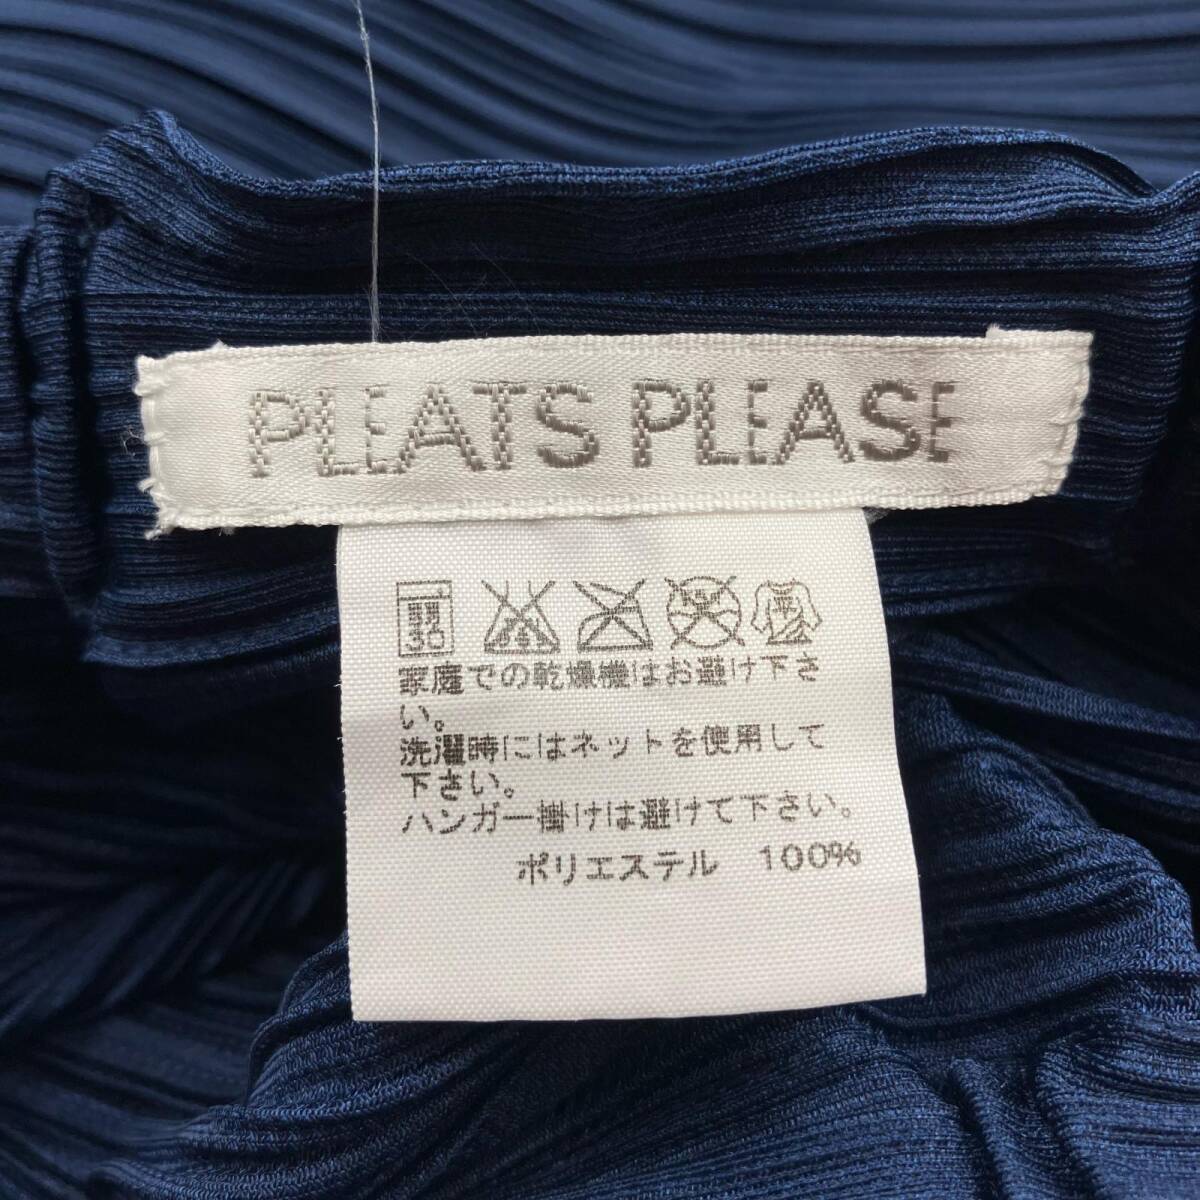 PLEATS PLEASE
弱
30
家庭での乾燥機はお避け下さ
い。
洗濯時にはネットを使用して
下さい。
ハンガー掛けは避けて下さい。
ポリエステル 100%